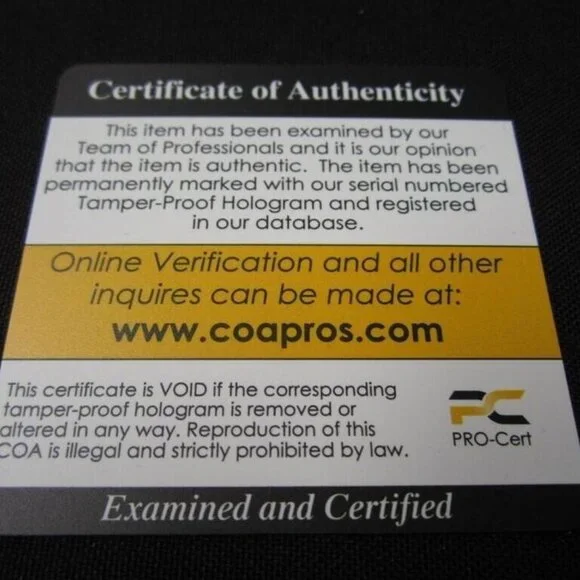 Certificate of Authenticity
This item has been examined by our
Team of Professionals and it is our opinion
that the item is authentic. The item has been
permanently marked with our serial numbered
Tamper-Proof Hologram and registered
in our database.
Online Verification and all other
inquires can be made at:
www.coapros.com
This certificate is VOID if the corresponding
tamper-proof hologram is removed or
altered in any way. Reproduction of this
COA is illegal and strictly prohibited by law.
PC
PRO-Cert
Examined and Certified